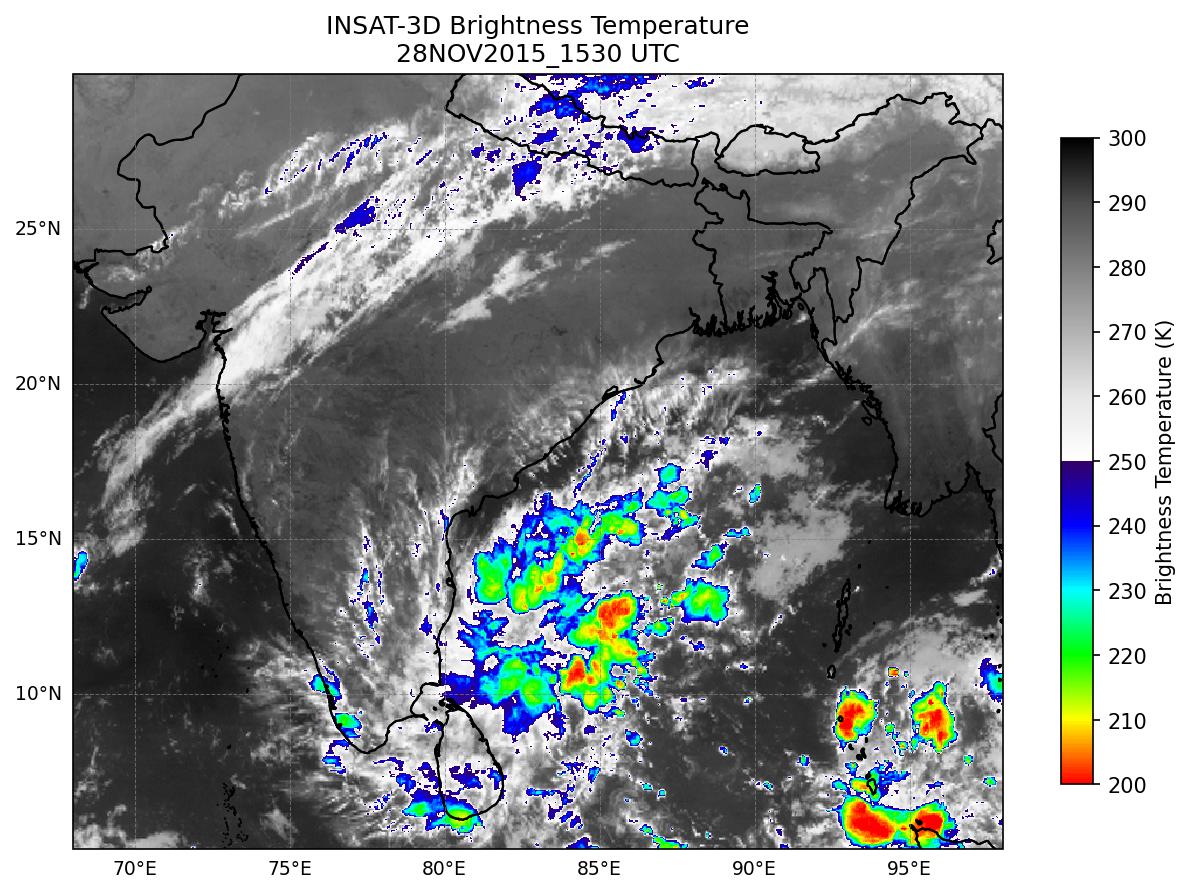 INSAT-3D Brightness Temperature
28NOV2015_1530 UTC
25°N
20°N
15°N
10°N
70°E
75°E
80°E
85°E
90°E
95°E
300
290
280
270
260
250
240
230
220
210
200
Brightness Temperature (K)